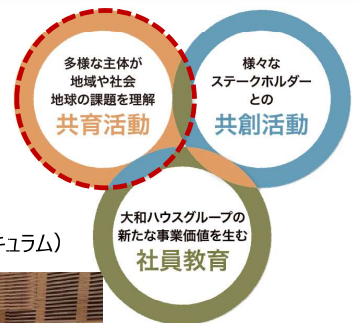 多様な主体が
地域や社会
地球の課題を理解
共育活動
様々な
ステークホルダー
との
共創活動
大和ハウスグループの
新たな事業価値を生む
社員教育
キュラム）